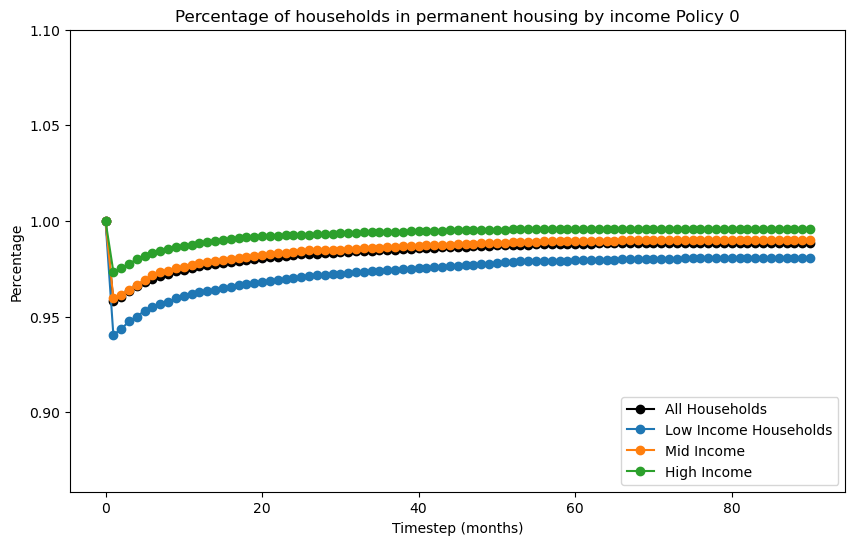 Percentage of households in permanent housing by income Policy 0
1.10
1.05
1.00
0.95
0.90
Percentage
0
20
40
60
80
Timestep (months)
All Households
Low Income Households
Mid Income
High Income